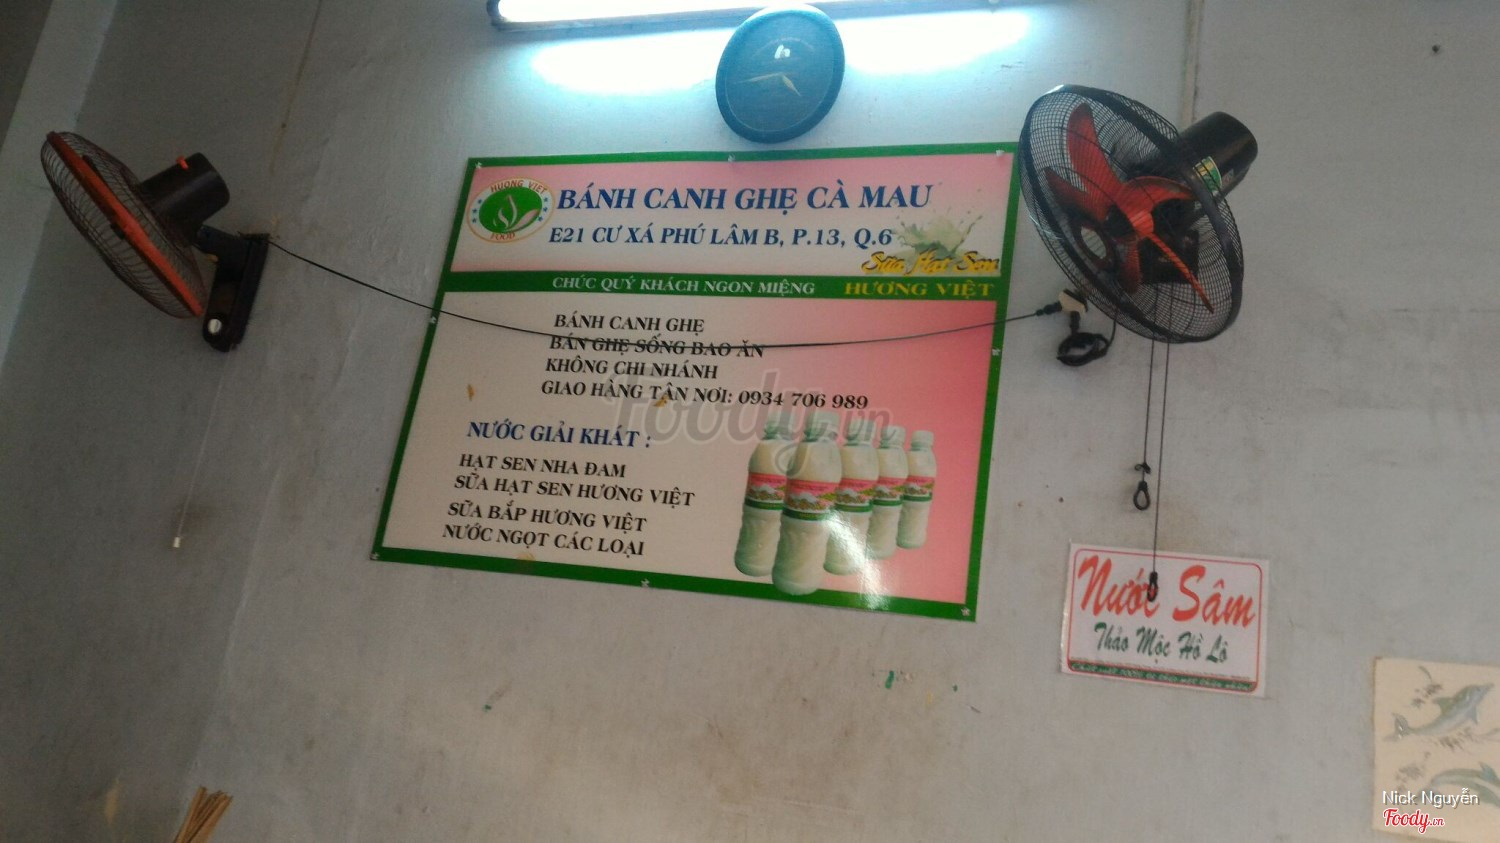 HƯƠNG VIỆT
FOOD
BÁNH CANH GHẸ CÀ MAU
E21 CƯ XÁ PHÚ LÂM B, P.13, Q.6
Sữa Hạt Sen
CHÚC QUÝ KHÁCH NGON MIỆNG HƯƠNG VIỆT
BÁNH CANH GHẸ
BÁN GHẸ SỐNG BAO ĂN
KHÔNG CHI NHÁNH
GIAO HÀNG TẬN NƠI: 0934 706 989
NƯỚC GIẢI KHÁT :
HẠT SEN NHA ĐAM
SỮA HẠT SEN HƯƠNG VIỆT
SỮA BẮP HƯƠNG VIỆT
NƯỚC NGỌT CÁC LOẠI
Foody.vn
Nước Sâm
Thảo Mộc Hồ Lô
Nick Nguyễn
Foody.vn